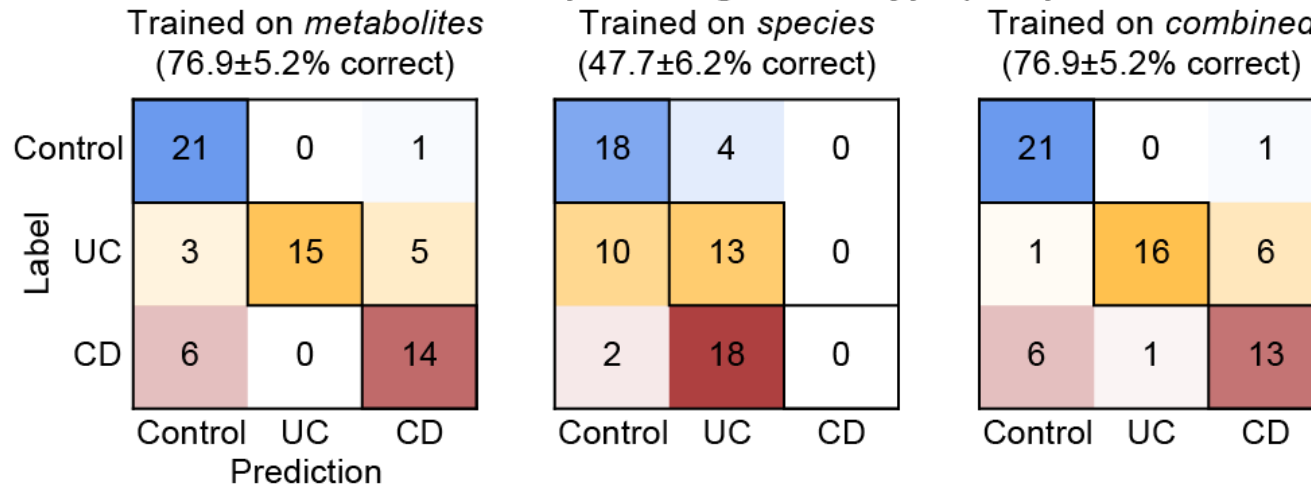 Trained on metabolites Trained on species Trained on combined
(76.9±5.2% correct) (47.7±6.2% correct) (76.9±5.2% correct)
Control 21 0 1 18 4 0 21 0 1
Label UC 3 15 5 10 13 0 1 16 6
CD 6 0 14 2 18 0 6 1 13
Control UC CD Control UC CD Control UC CD
Prediction